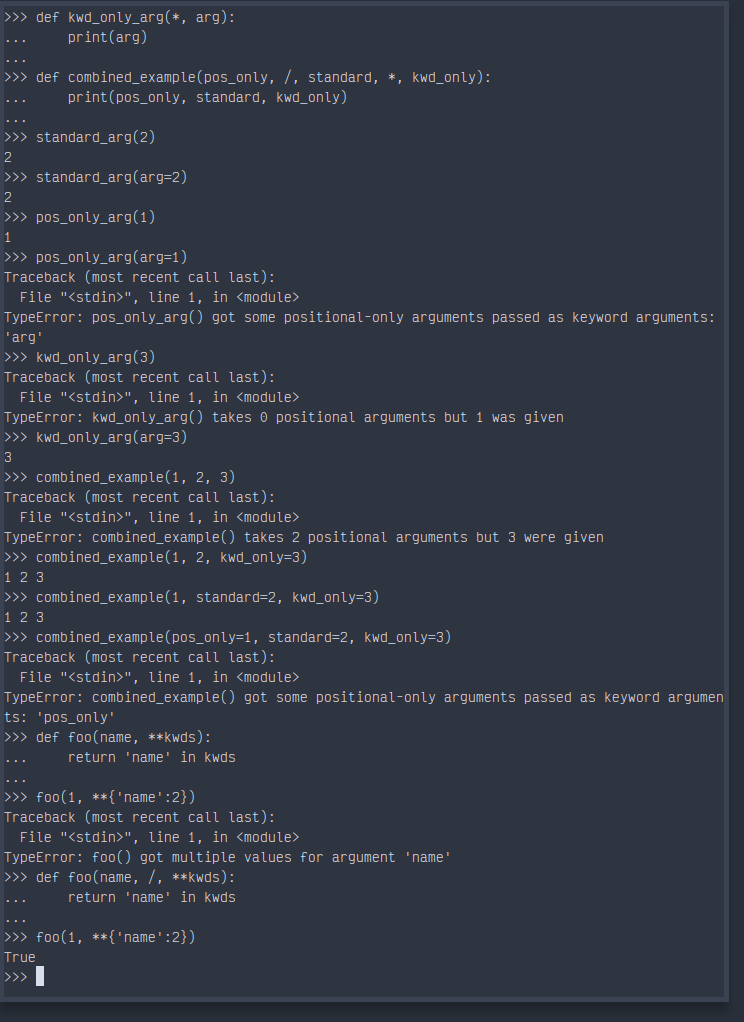 >>> def kwd_only_arg(*, arg):
...     print(arg)
...
>>> def combined_example(pos_only, /, standard, *, kwd_only):
...     print(pos_only, standard, kwd_only)
...
>>> standard_arg(2)
2
>>> standard_arg(arg=2)
2
>>> pos_only_arg(1)
1
>>> pos_only_arg(arg=1)
Traceback (most recent call last):
  File "<stdin>", line 1, in <module>
TypeError: pos_only_arg() got some positional-only arguments passed as keyword arguments:
'arg'
>>> kwd_only_arg(3)
Traceback (most recent call last):
  File "<stdin>", line 1, in <module>
TypeError: kwd_only_arg() takes 0 positional arguments but 1 was given
>>> kwd_only_arg(arg=3)
3
>>> combined_example(1, 2, 3)
Traceback (most recent call last):
  File "<stdin>", line 1, in <module>
TypeError: combined_example() takes 2 positional arguments but 3 were given
>>> combined_example(1, 2, kwd_only=3)
1 2 3
>>> combined_example(1, standard=2, kwd_only=3)
1 2 3
>>> combined_example(pos_only=1, standard=2, kwd_only=3)
Traceback (most recent call last):
  File "<stdin>", line 1, in <module>
TypeError: combined_example() got some positional-only arguments passed as keyword argumen
ts: 'pos_only'
>>> def foo(name, **kwds):
...     return 'name' in kwds
...
>>> foo(1, **{'name':2})
Traceback (most recent call last):
  File "<stdin>", line 1, in <module>
TypeError: foo() got multiple values for argument 'name'
>>> def foo(name, /, **kwds):
...     return 'name' in kwds
...
>>> foo(1, **{'name':2})
True
>>>